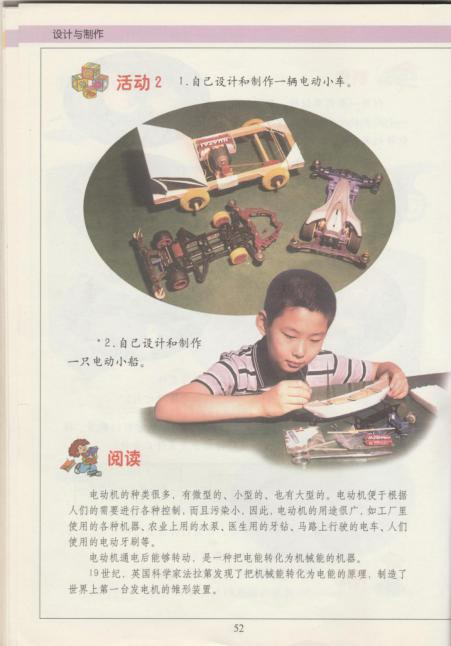 设计与制作
活动2 1.自己设计和制作一辆电动小车。
*2.自己设计和制作
一只电动小船。
阅读
电动机的种类很多，有微型的、小型的、也有大型的。电动机便于根据
人们的需要进行各种控制，而且污染小，因此，电动机的用途很广，如工厂里
使用的各种机器、农业上用的水泵、医生用的牙钻、马路上行驶的电车、人们
使用的电动牙刷等。
电动机通电后能够转动，是一种把电能转化为机械能的机器。
19世纪，英国科学家法拉第发现了把机械能转化为电能的原理，制造了
世界上第一台发电机的雏形装置。
52